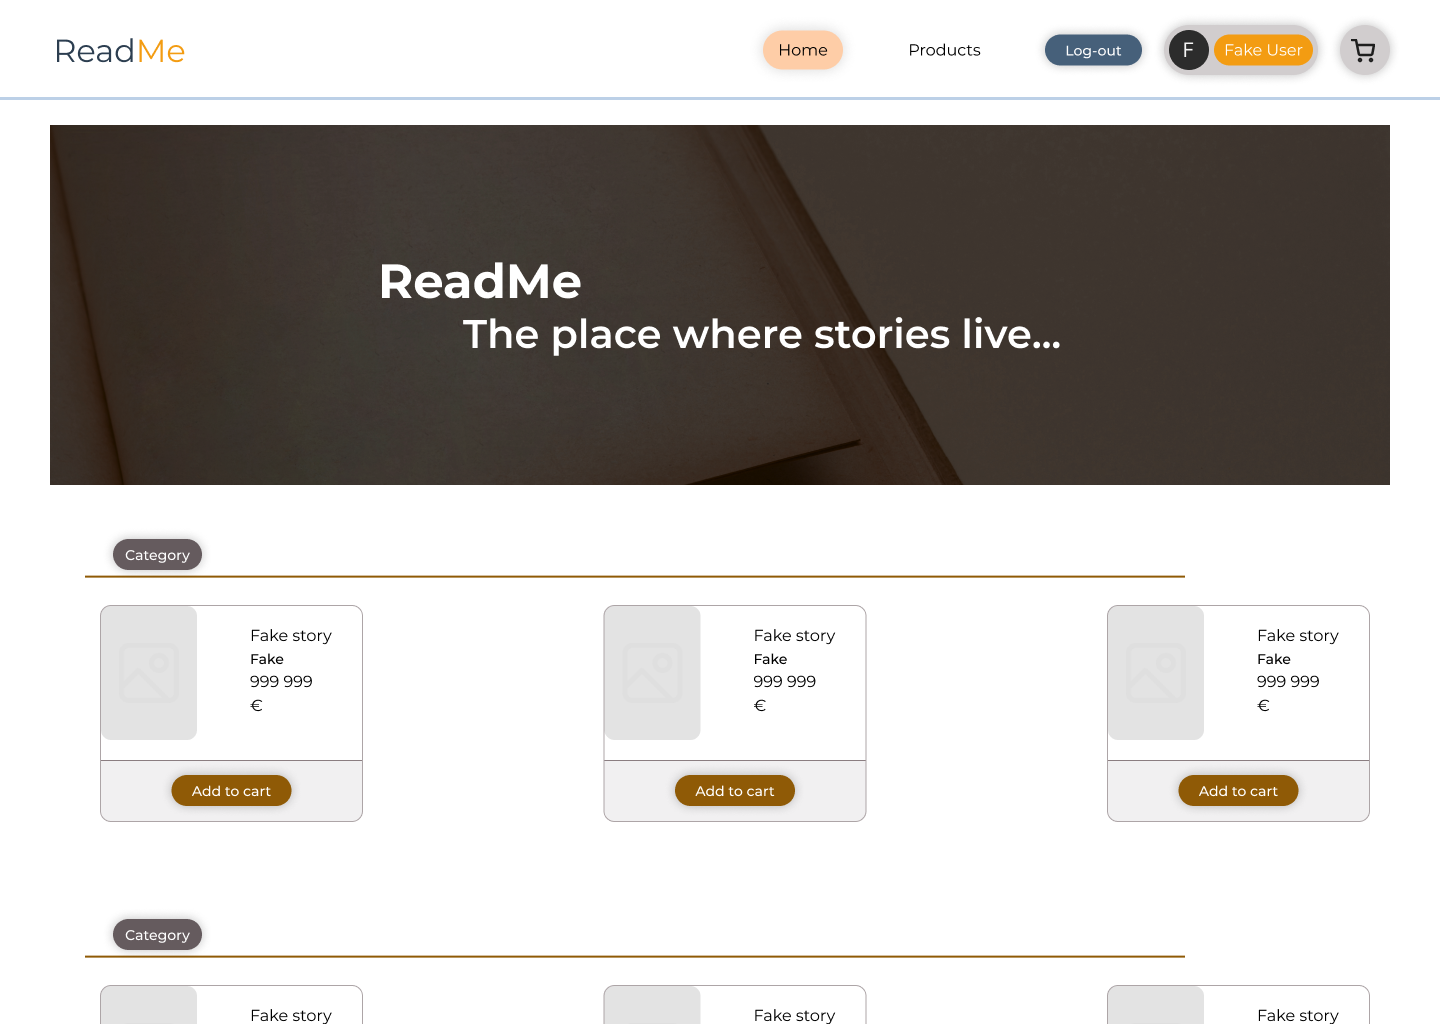 ReadMe
Home
Products
Log-out
F
Fake User
ReadMe
The place where stories live...
Category
Fake story
Fake
999 999
€
Add to cart
Fake story
Fake
999 999
€
Add to cart
Fake story
Fake
999 999
€
Add to cart
Category
Fake story
Fake story
Fake story